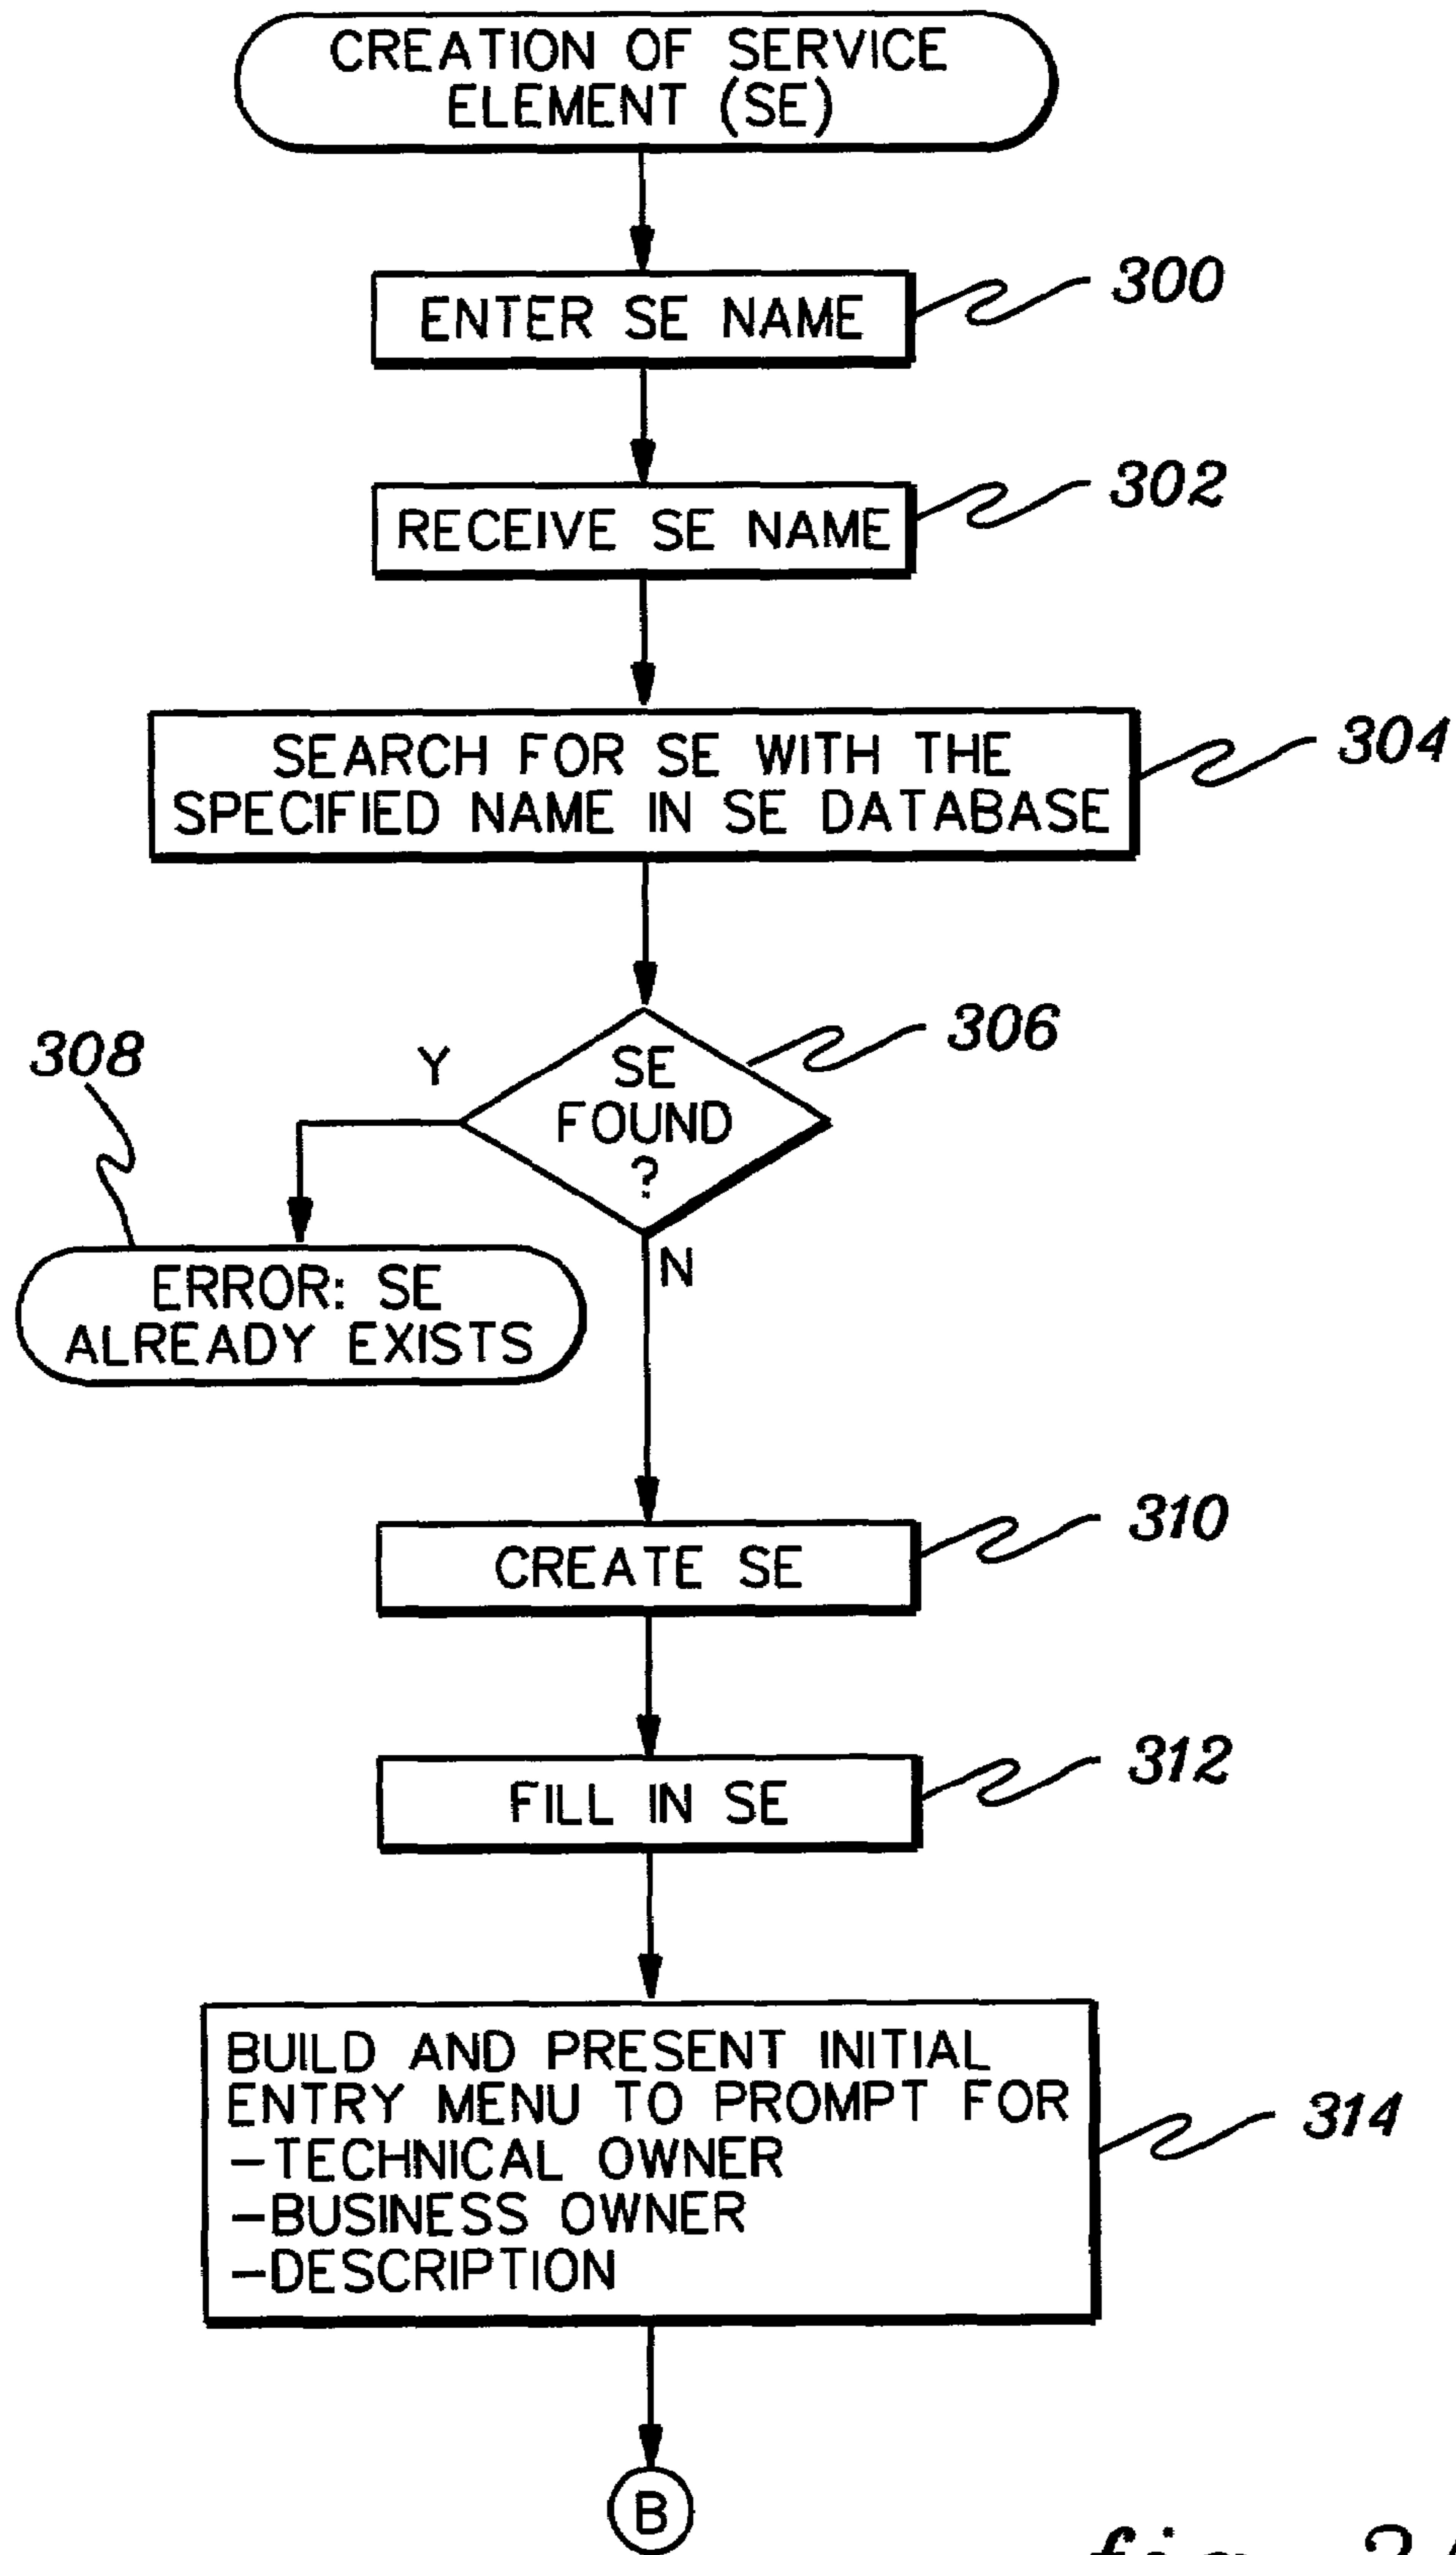 CREATION OF SERVICE
ELEMENT (SE)
ENTER SE NAME
300
RECEIVE SE NAME
302
SEARCH FOR SE WITH THE
SPECIFIED NAME IN SE DATABASE
304
SE
FOUND
?
306
Y
308
ERROR: SE
ALREADY EXISTS
N
CREATE SE
310
FILL IN SE
312
BUILD AND PRESENT INITIAL
ENTRY MENU TO PROMPT FOR
-TECHNICAL OWNER
-BUSINESS OWNER
-DESCRIPTION
314
B